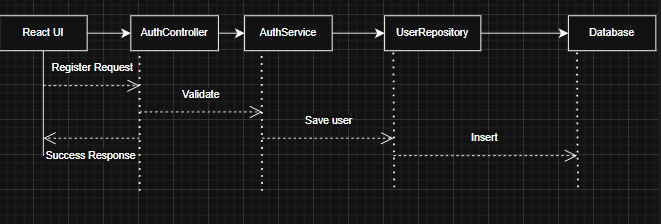 React UI
AuthController
AuthService
UserRepository
Database
Register Request
Validate
Save user
Insert
Success Response